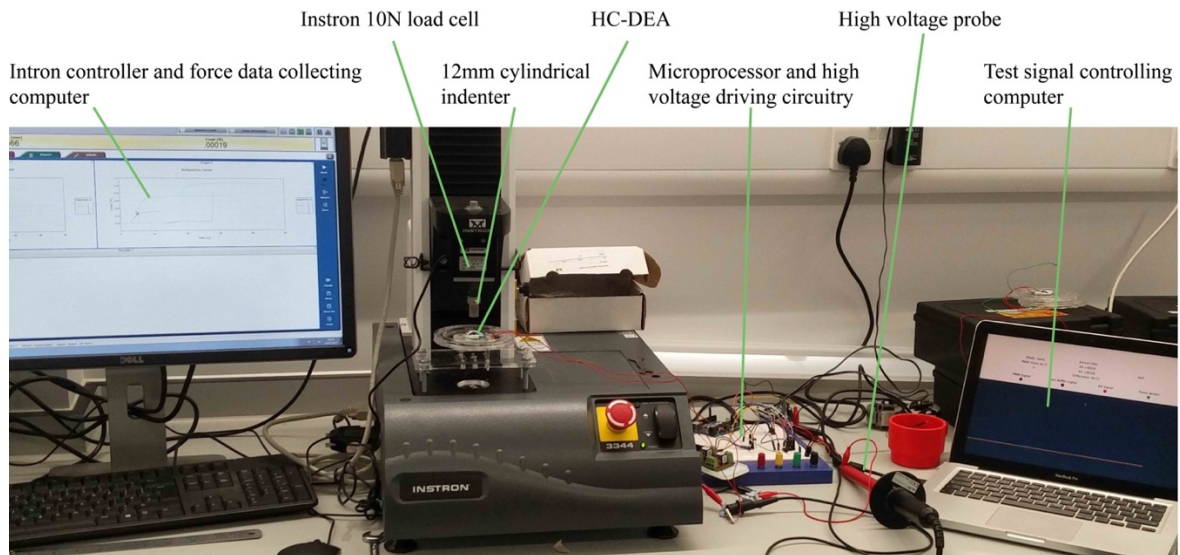 Instron 10N load cell
HC-DEA
High voltage probe
Intron controller and force data collecting
computer
12mm cylindrical
indenter
Microprocessor and high
voltage driving circuitry
Test signal controlling
computer
.00019
INSTRON
DELL
3344
INSTRON
MacBook Pro